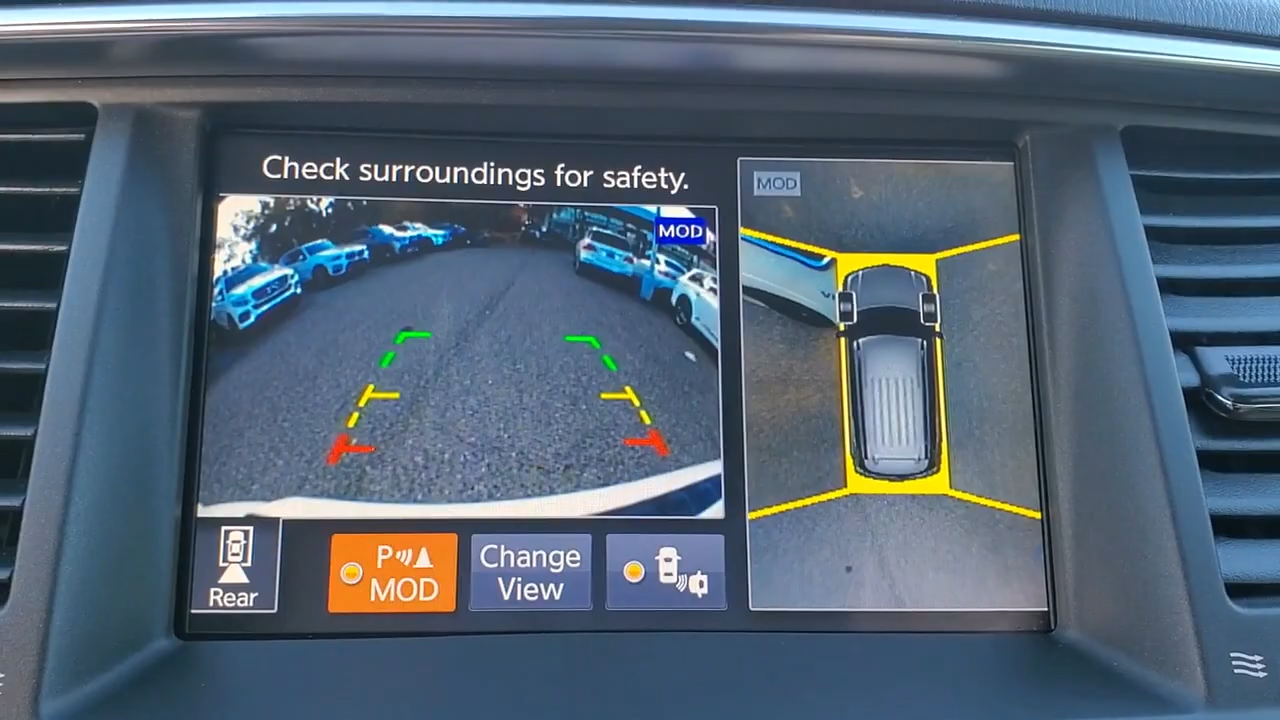 Check surroundings for safety.
MOD
MOD
Rear
P
MOD
Change
View